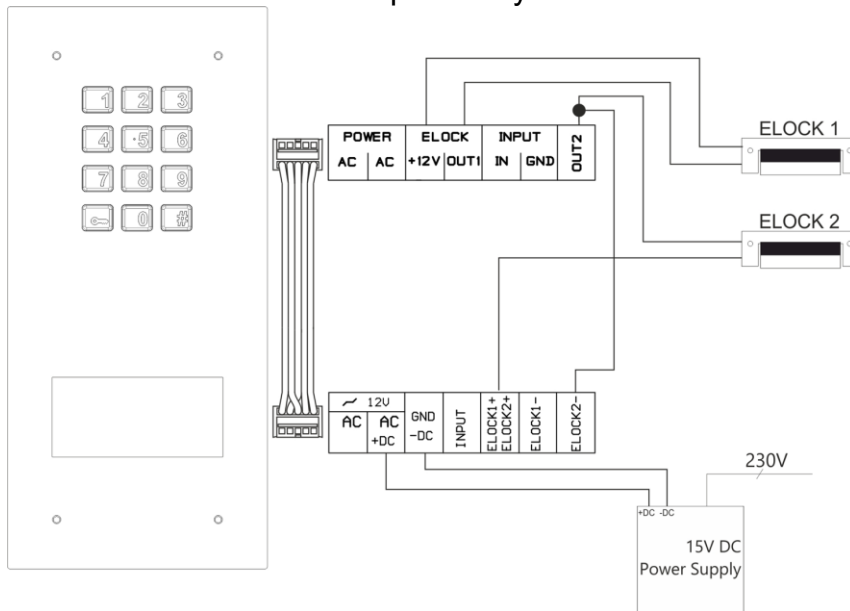 1 2 3
4 5 6
7 8 9
0 #
POWER ELOCK INPUT OUT2
AC AC +12V OUT1 IN GND
ELOCK 1
ELOCK 2
~ 12V
AC AC +DC
GND -DC
INPUT
ELOCK1+
ELOCK2+
ELOCK1-
ELOCK2-
230V
+DC -DC
15V DC
Power Supply